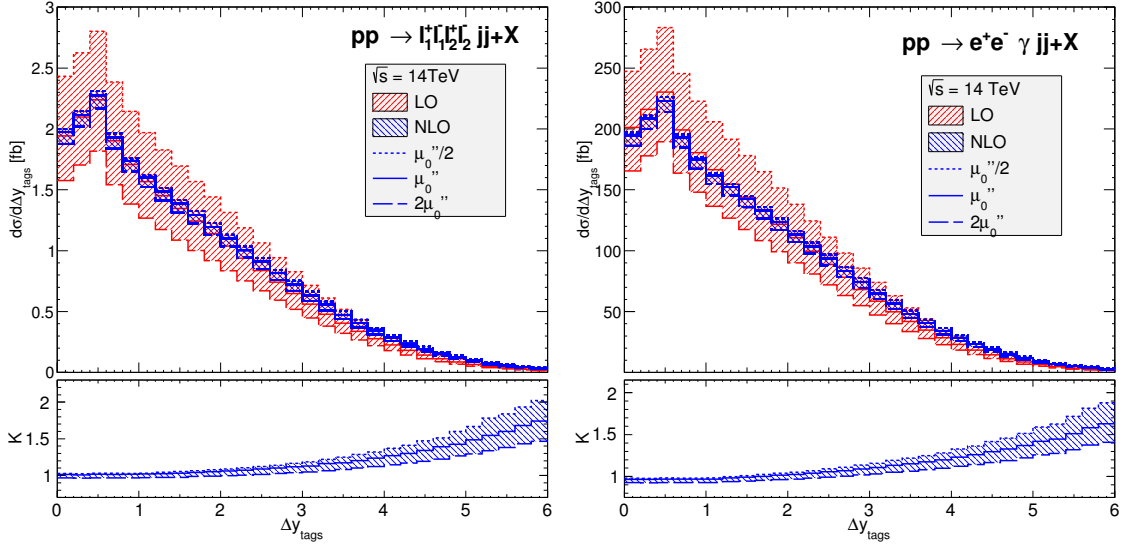 pp → l₁⁺l₁⁻l₂⁺l₂⁻ jj+X
√s = 14TeV
LO
NLO
μ₀''/2
μ₀''
2μ₀''
dσ/dΔy_tags [fb]
3
2.5
2
1.5
1
0.5
0
K
2
1.5
1
0 1 2 3 4 5 6
Δy_tags
pp → e⁺e⁻ γ jj+X
√s = 14 TeV
LO
NLO
μ₀''/2
μ₀''
2μ₀''
dσ/dΔy_tags [fb]
300
250
200
150
100
50
K
2
1.5
1
0 1 2 3 4 5 6
Δy_tags